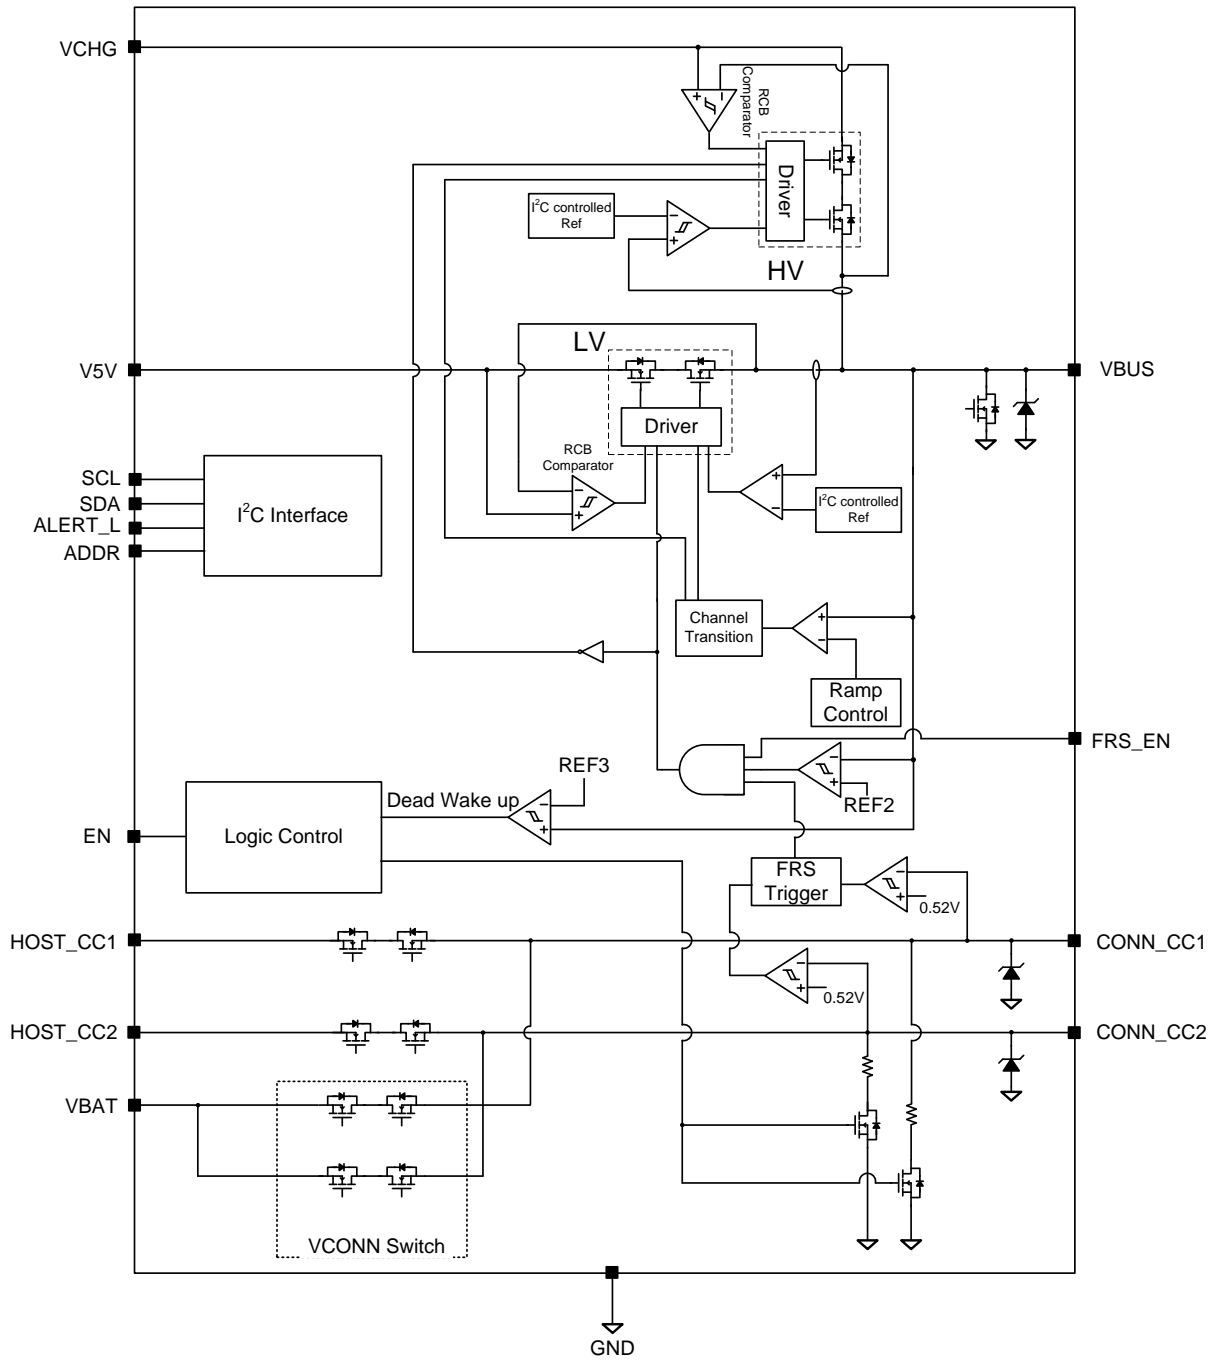 VCHG
+
−
RCB
Comparator
Driver
I²C controlled
Ref
−
+
HV
LV
V5V
VBUS
Driver
RCB
Comparator
−
+
+
−
I²C controlled
Ref
SCL
SDA
ALERT_L
ADDR
I²C Interface
Channel
Transition
+
−
Ramp
Control
FRS_EN
−
+
REF2
REF3
Dead Wake up
−
+
EN
Logic Control
FRS
Trigger
−
+
0.52V
HOST_CC1
CONN_CC1
−
+
0.52V
HOST_CC2
CONN_CC2
VBAT
VCONN Switch
GND